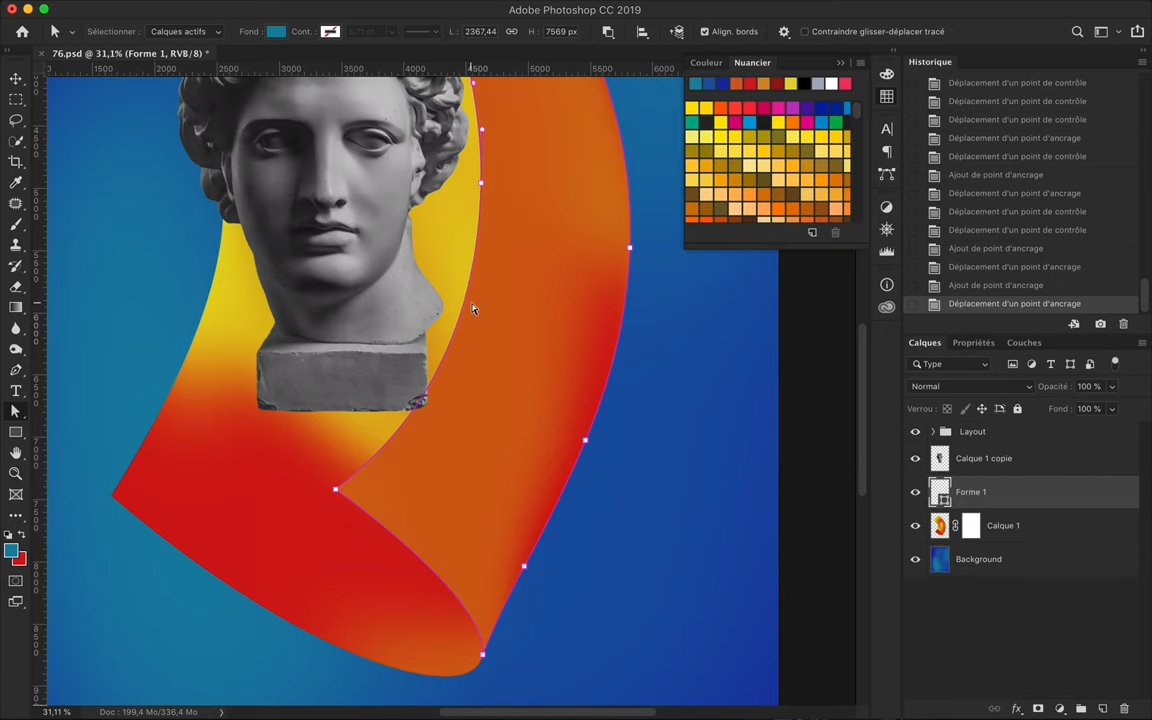 Adobe Photoshop CC 2019
Sélectionner : Calques actifs Fond : Cont. : 5,71 pt L : 2367,44 H : 7569 px Align. bords Contraindre glisser-déplacer tracé
76.psd @ 31,1% (Forme 1, RVB/8) *
1500 2000 2500 3000 3500 4000 4500 5000 5500 6000
Couleur Nuancier
Historique
Déplacement d'un point de contrôle
Déplacement d'un point de contrôle
Déplacement d'un point de contrôle
Déplacement d'un point d'ancrage
Déplacement d'un point de contrôle
Ajout de point d'ancrage
Déplacement d'un point d'ancrage
Déplacement d'un point de contrôle
Déplacement d'un point de contrôle
Ajout de point d'ancrage
Déplacement d'un point d'ancrage
Ajout de point d'ancrage
Déplacement d'un point d'ancrage
Calques Propriétés Couches
Type
Normal Opacité : 100 %
Verrou : Fond : 100 %
Layout
Calque 1 copie
Forme 1
Calque 1
Background
31,11 % Doc : 199,4 Mo/336,4 Mo